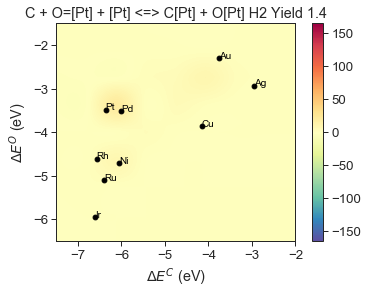 C + O=[Pt] + [Pt] <=> C[Pt] + O[Pt] H2 Yield 1.4
−2
−3
−4
−5
−6
ΔE^O (eV)
Au
Ag
Pt
Pd
Cu
Rh
Ni
Ru
Ir
−7
−6
−5
−4
−3
−2
ΔE^C (eV)
150
100
50
0
−50
−100
−150